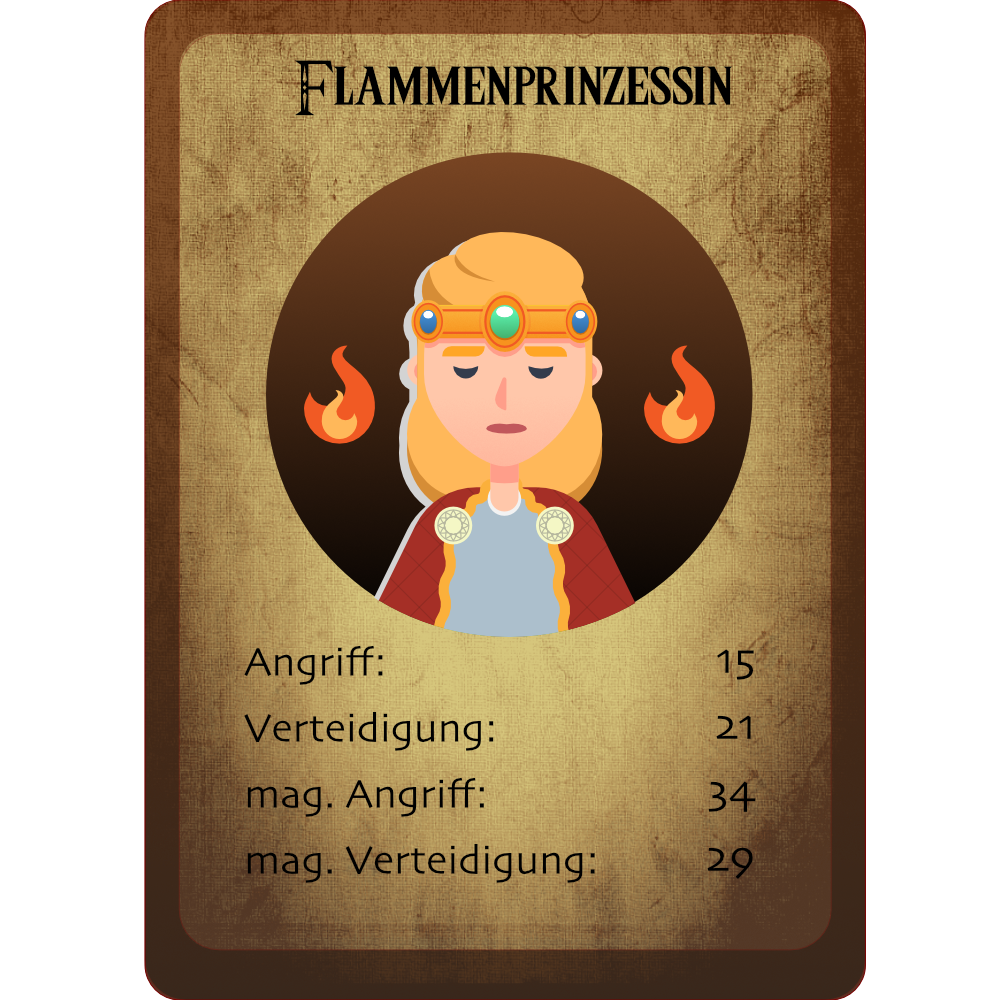 Flammenprinzessin
Angriff: 15
Verteidigung: 21
mag. Angriff: 34
mag. Verteidigung: 29